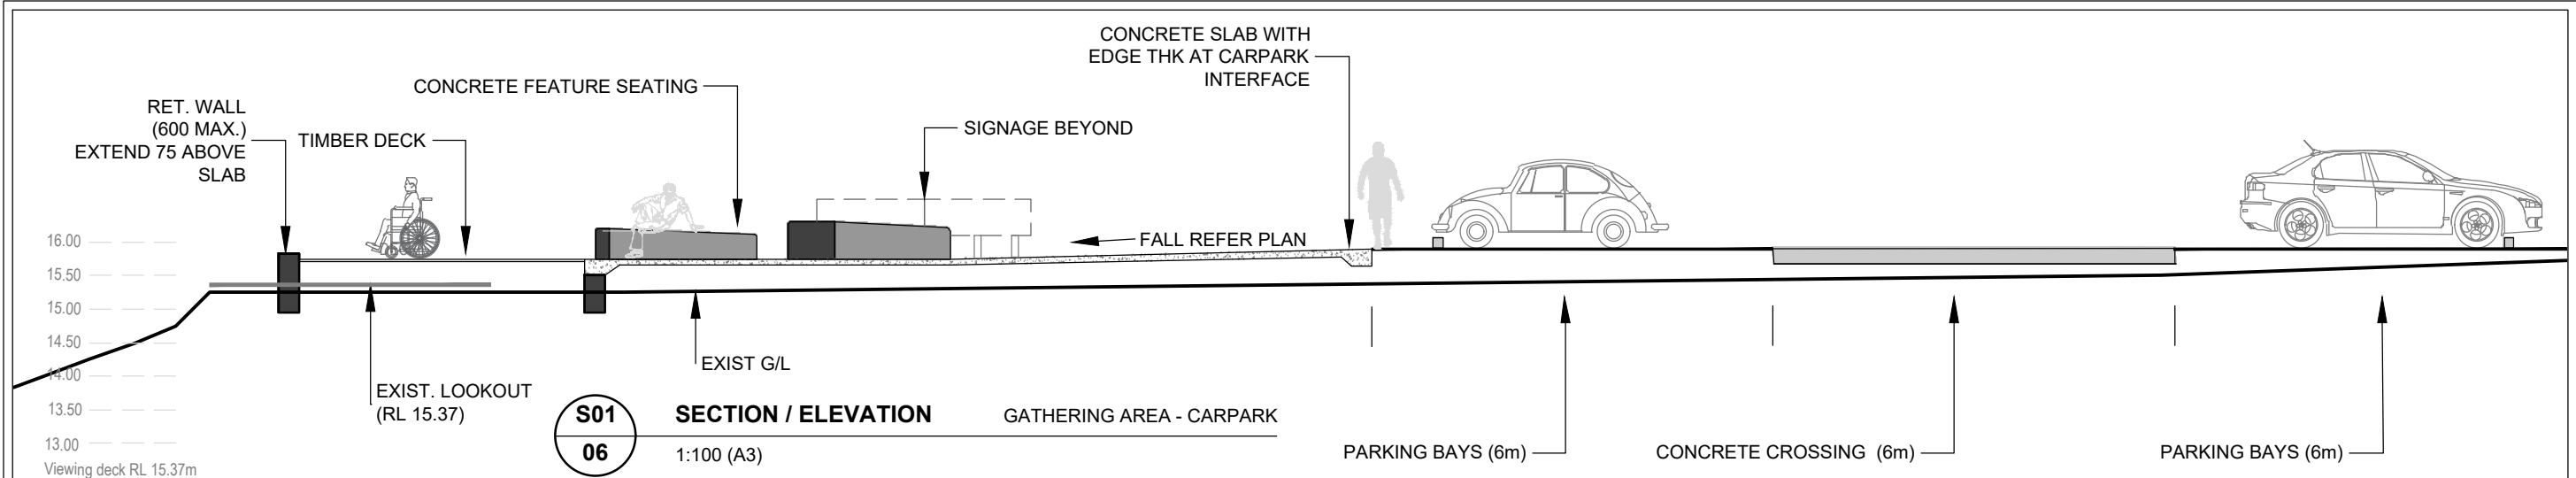 CONCRETE SLAB WITH
EDGE THK AT CARPARK
INTERFACE
CONCRETE FEATURE SEATING
RET. WALL
(600 MAX.)
EXTEND 75 ABOVE
SLAB
TIMBER DECK
SIGNAGE BEYOND
FALL REFER PLAN
16.00
15.50
15.00
14.50
14.00
13.50
13.00
Viewing deck RL 15.37m
EXIST. LOOKOUT
(RL 15.37)
EXIST G/L
S01
06
SECTION / ELEVATION
GATHERING AREA - CARPARK
1:100 (A3)
PARKING BAYS (6m)
CONCRETE CROSSING (6m)
PARKING BAYS (6m)